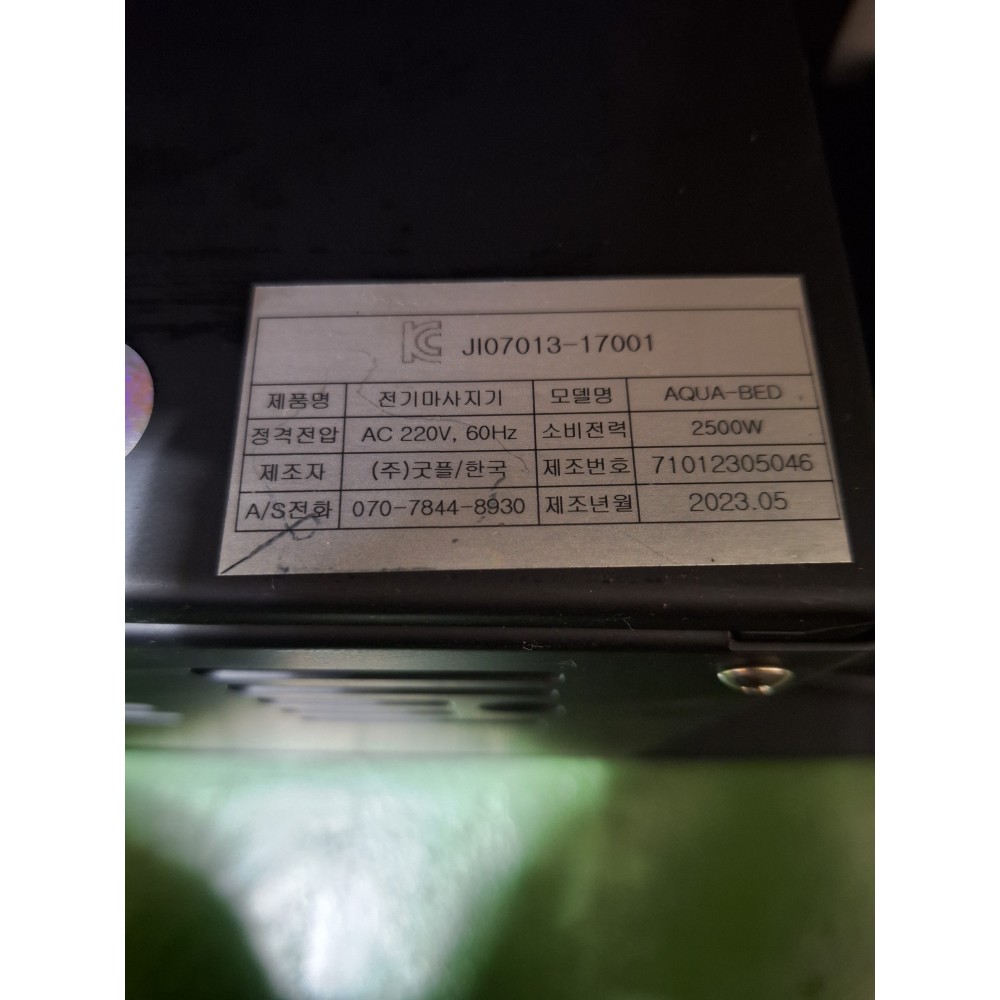 KC JI07013-17001
제품명 전기마사지기 모델명 AQUA-BED
정격전압 AC 220V, 60Hz 소비전력 2500W
제조자 (주)굿플/한국 제조번호 71012305046
A/S전화 070-7844-8930 제조년월 2023.05